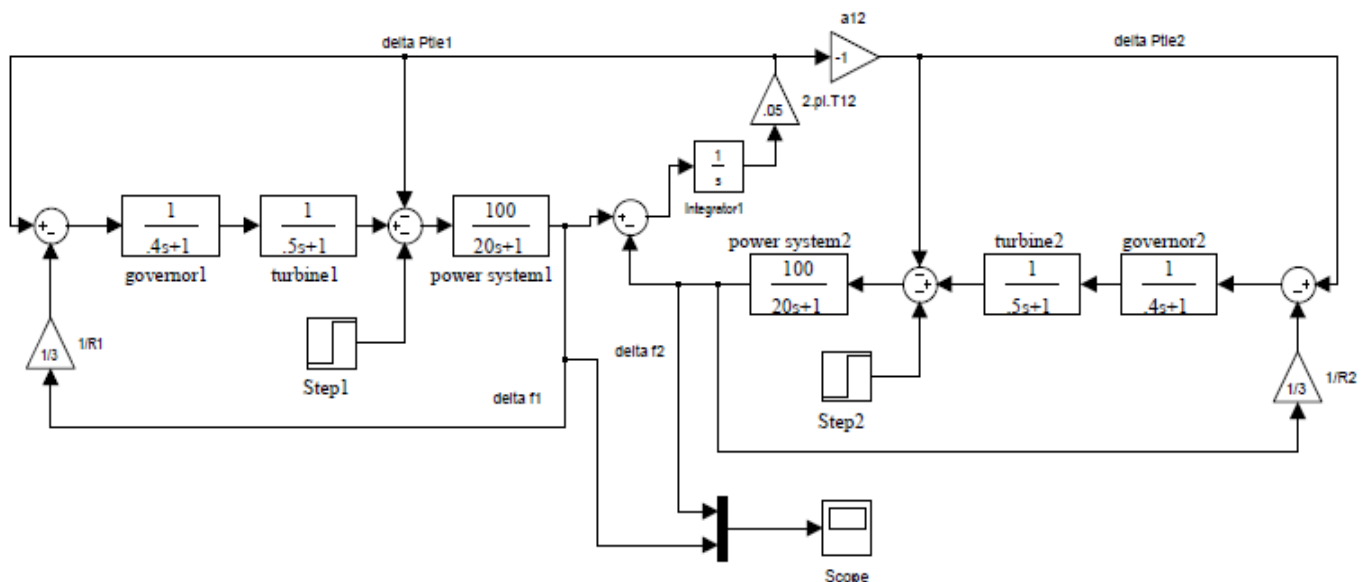 a12
delta Ptie1
-1
delta Ptie2
.05
2.pi.T12
1
s
Integrator1
+
−
1
.4s+1
governor1
1
.5s+1
turbine1
−
+
−
100
20s+1
power system1
+
−
power system2
100
20s+1
−
−
+
turbine2
1
.5s+1
governor2
1
.4s+1
−
+
1/3
1/R1
Step1
delta f1
delta f2
Step2
1/3
1/R2
Scope